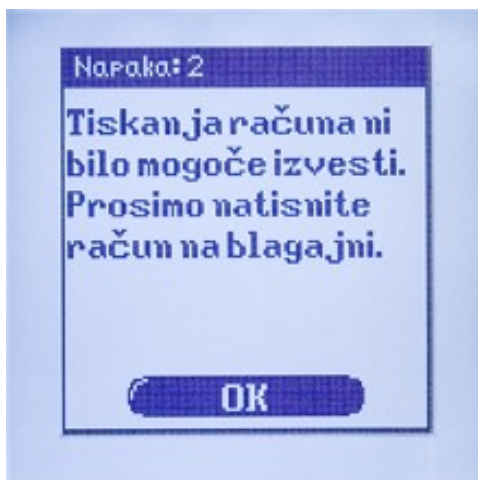 Napaka: 2
Tiskanja računa ni
bilo mogoče izvesti.
Prosimo natisnite
račun na blagajni.
OK